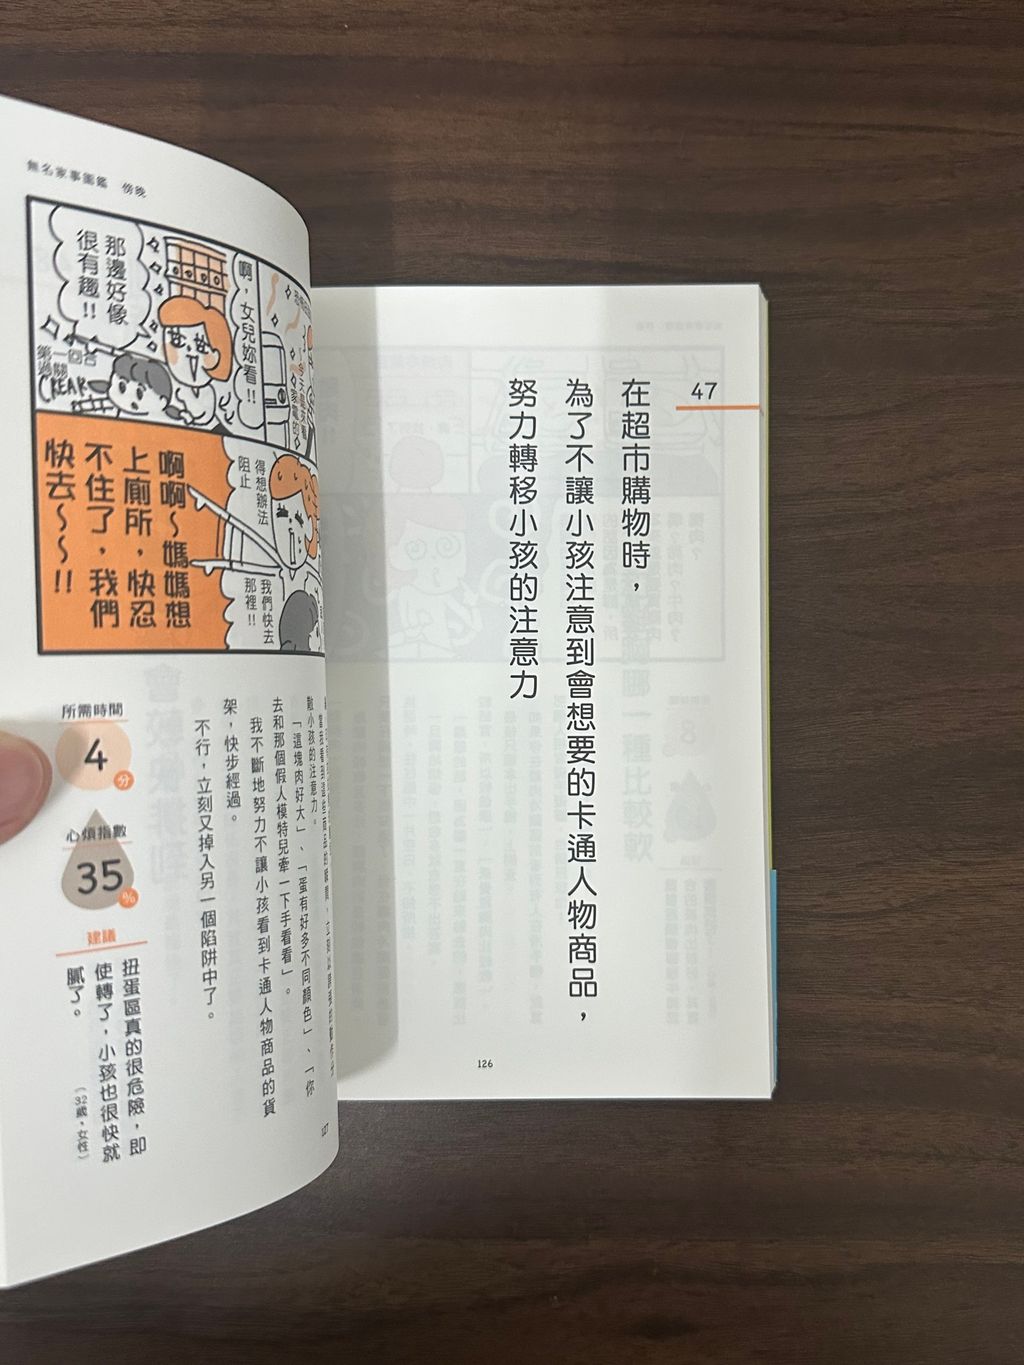 47
在超市購物時，
為了不讓小孩注意到會想要的卡通人物商品，
努力轉移小孩的注意力
126
無名家事圖鑑 傍晚
啊，女兒妳看！！
那邊好像
很有趣！！
第一回合
過關
CREAK
得想辦法
阻止
我們快去
那裡！！
啊啊～媽媽想
上廁所，快忍
不住了，我們
快去～～！！
散小孩的注意力。
「這塊肉好大」、「蛋有好多不同顏色」、「你
去和那個假人模特兒牽一下手看看」。
我不斷地努力不讓小孩看到卡通人物商品的貨
架，快步經過。
不行，立刻又掉入另一個陷阱中了。
所需時間
4分
心煩指數
35%
建議
扭蛋區真的很危險，即
使轉了，小孩也很快就
膩了。
（32歲・女性）
127